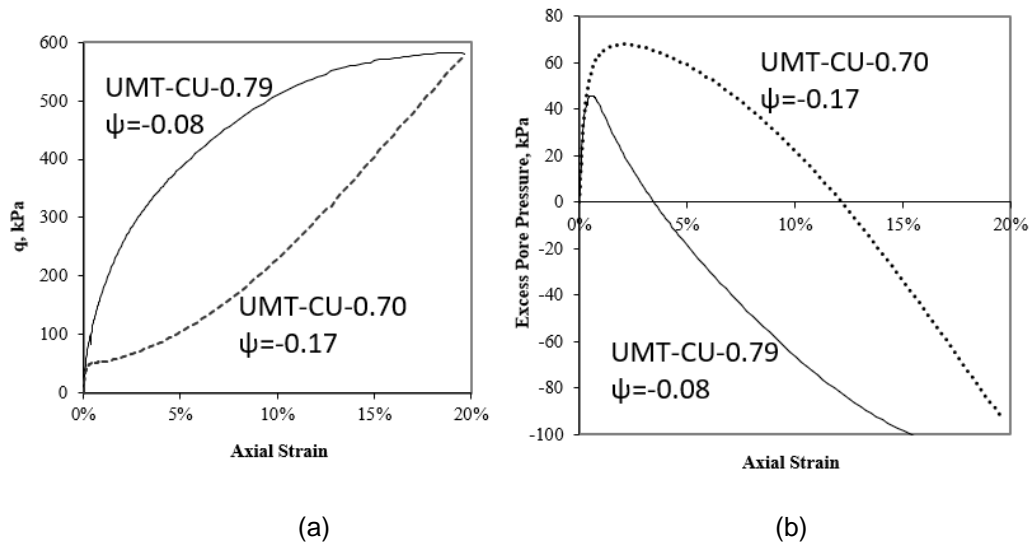 600
500
400
300
200
100
0
q, kPa
UMT-CU-0.79
ψ=-0.08
UMT-CU-0.70
ψ=-0.17
0%
5%
10%
15%
20%
Axial Strain
(a)
80
60
40
20
0
-20
-40
-60
-80
-100
Excess Pore Pressure, kPa
UMT-CU-0.70
ψ=-0.17
0%
5%
10%
15%
20%
UMT-CU-0.79
ψ=-0.08
Axial Strain
(b)